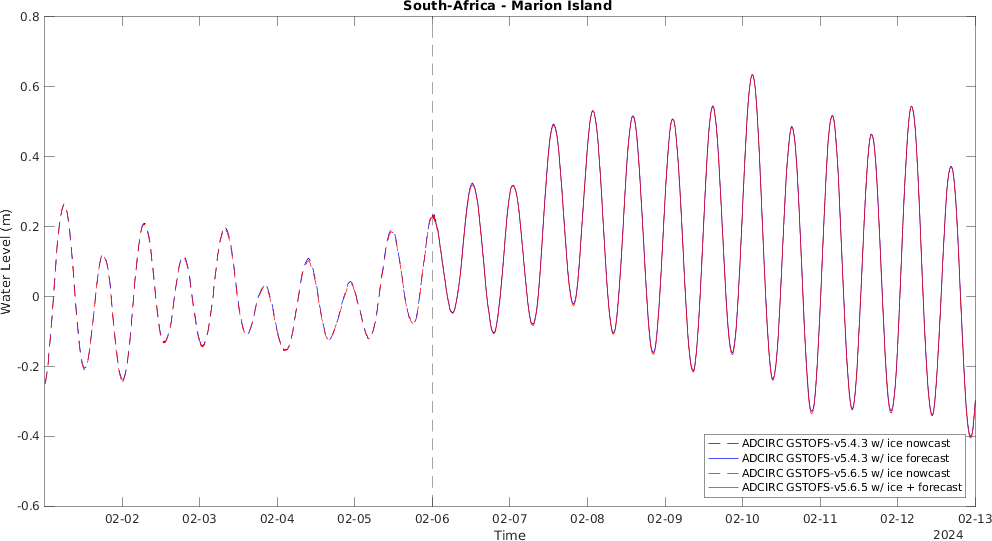 South-Africa - Marion Island
0.8
0.6
0.4
0.2
0
-0.2
-0.4
-0.6
Water Level (m)
ADCIRC GSTOFS-v5.4.3 w/ ice nowcast
ADCIRC GSTOFS-v5.4.3 w/ ice forecast
ADCIRC GSTOFS-v5.6.5 w/ ice nowcast
ADCIRC GSTOFS-v5.6.5 w/ ice + forecast
02-02 02-03 02-04 02-05 02-06 02-07 02-08 02-09 02-10 02-11 02-12 02-13
Time
2024